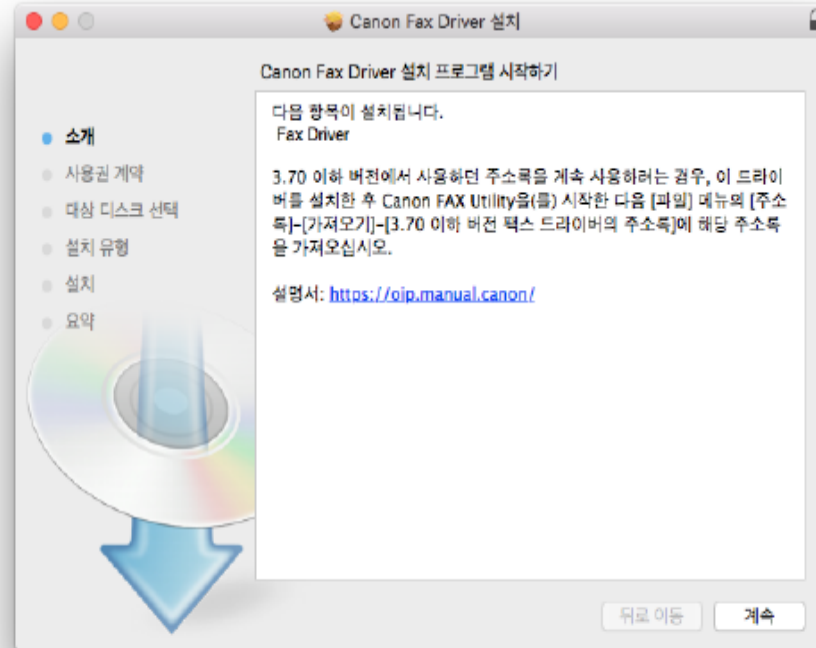 Canon Fax Driver 설치
Canon Fax Driver 설치 프로그램 시작하기
소개
사용권 계약
대상 디스크 선택
설치 유형
설치
요약
다음 항목이 설치됩니다.
Fax Driver
3.70 이하 버전에서 사용하던 주소록을 계속 사용하려는 경우, 이 드라이
버를 설치한 후 Canon FAX Utility을(를) 시작한 다음 [파일] 메뉴의 [주소
록]-[가져오기]-[3.70 이하 버전 팩스 드라이버의 주소록]에 해당 주소록
을 가져오십시오.
설명서: https://oip.manual.canon/
뒤로 이동
계속